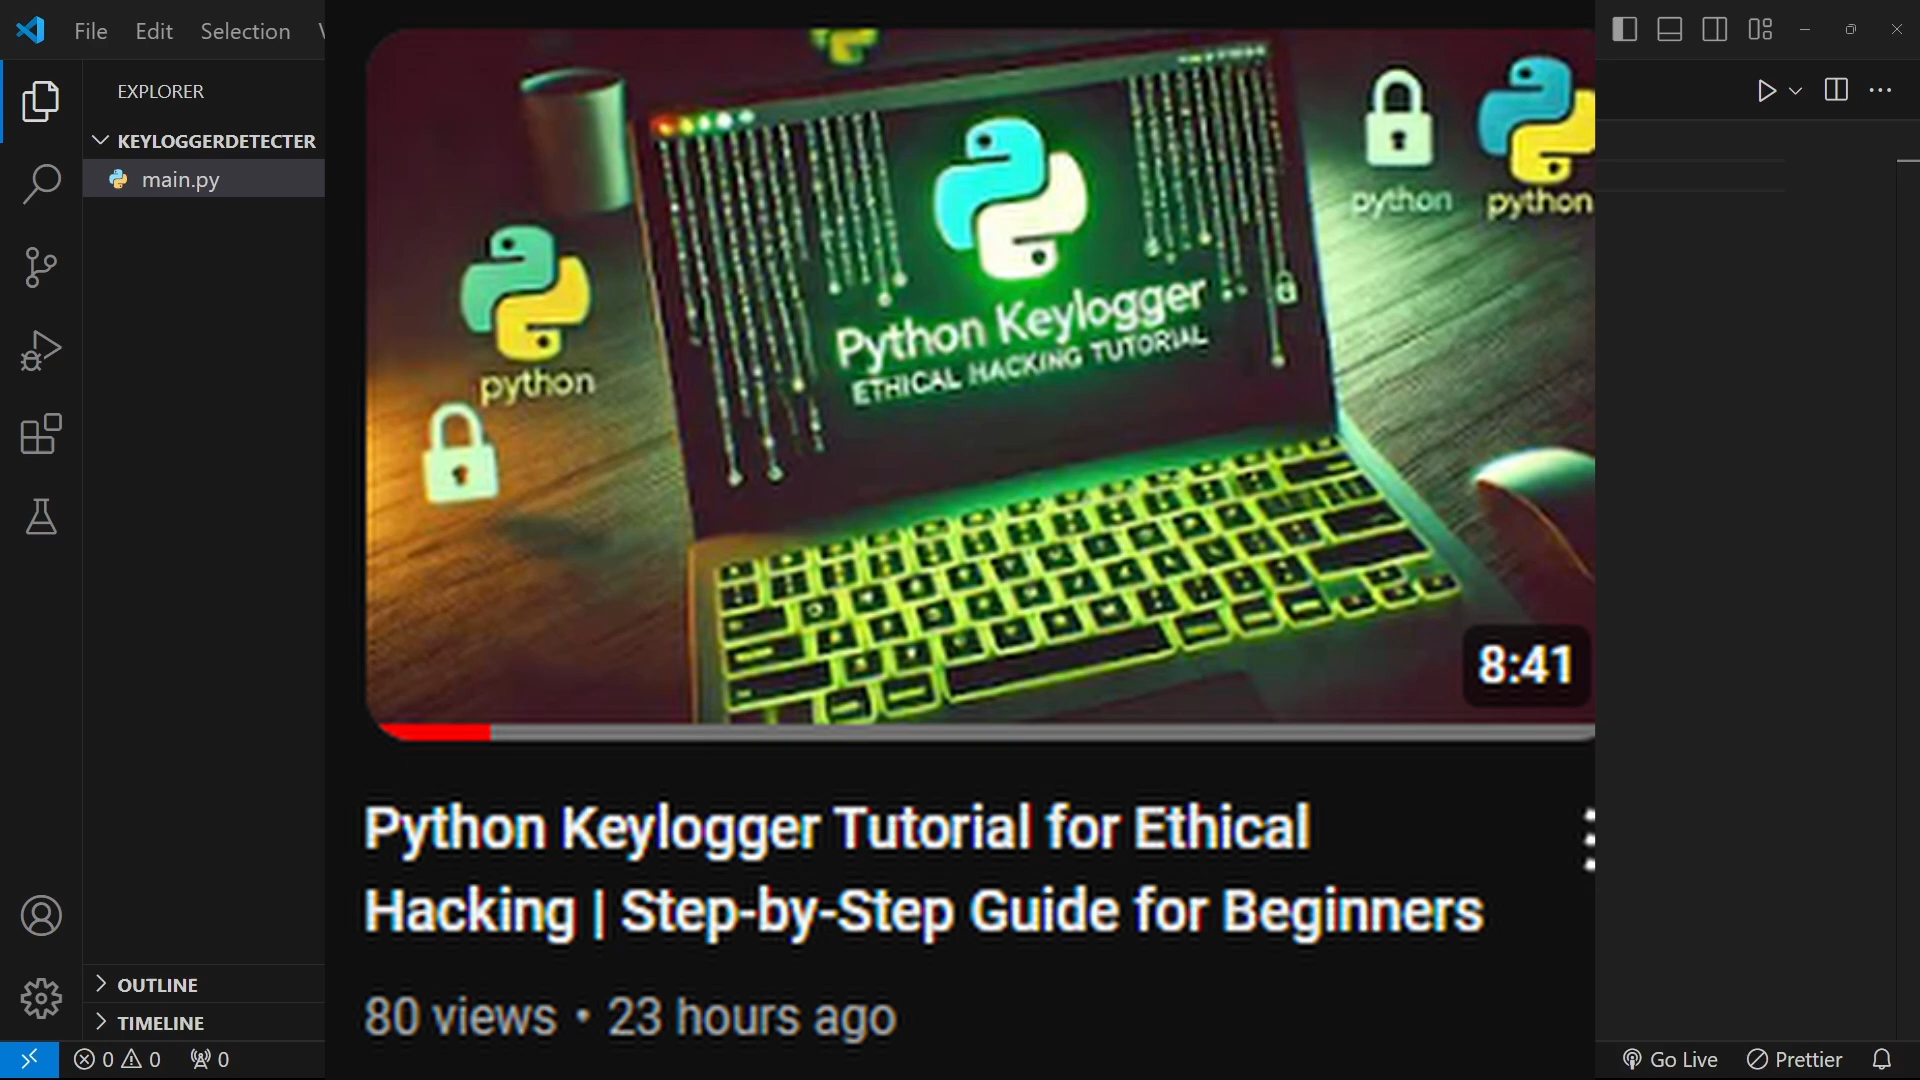 File Edit Selection
EXPLORER
KEYLOGGERDETECTER
main.py
OUTLINE
TIMELINE
0 0 0
python
python
python
Python Keylogger
ETHICAL HACKING TUTORIAL
8:41
Python Keylogger Tutorial for Ethical
Hacking | Step-by-Step Guide for Beginners
80 views • 23 hours ago
Go Live Prettier